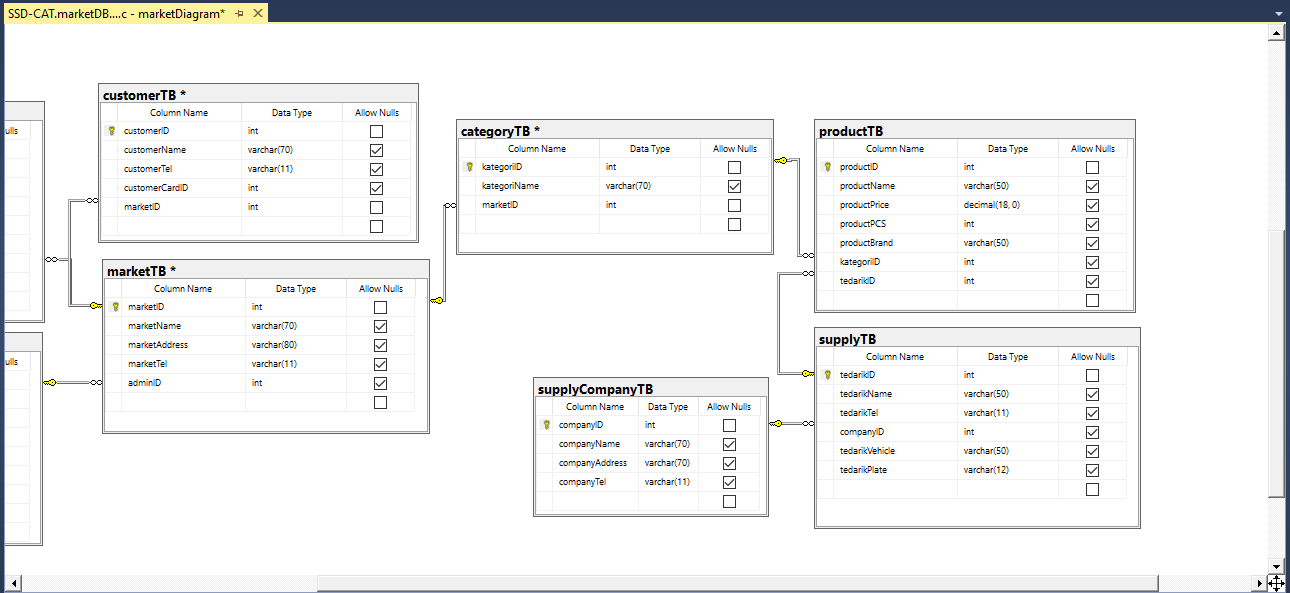 SSD-CAT.marketDB....c - marketDiagram*
ulls
ulls
customerTB *
Column Name Data Type Allow Nulls
customerID int
customerName varchar(70)
customerTel varchar(11)
customerCardID int
marketID int
marketTB *
Column Name Data Type Allow Nulls
marketID int
marketName varchar(70)
marketAddress varchar(80)
marketTel varchar(11)
adminID int
categoryTB *
Column Name Data Type Allow Nulls
kategoriID int
kategoriName varchar(70)
marketID int
supplyCompanyTB
Column Name Data Type Allow Nulls
companyID int
companyName varchar(70)
companyAddress varchar(70)
companyTel varchar(11)
productTB
Column Name Data Type Allow Nulls
productID int
productName varchar(50)
productPrice decimal(18, 0)
productPCS int
productBrand varchar(50)
kategoriID int
tedarikID int
supplyTB
Column Name Data Type Allow Nulls
tedarikID int
tedarikName varchar(50)
tedarikTel varchar(11)
companyID int
tedarikVehicle varchar(50)
tedarikPlate varchar(12)